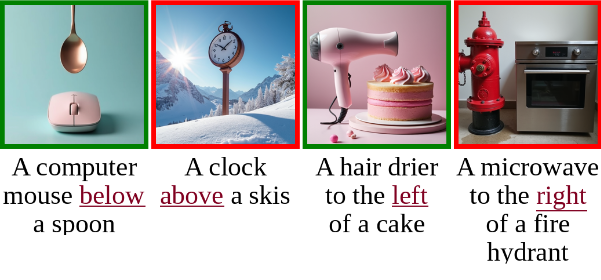 A computer
mouse below
a spoon
A clock
above a skis
A hair drier
to the left
of a cake
A microwave
to the right
of a fire
hydrant